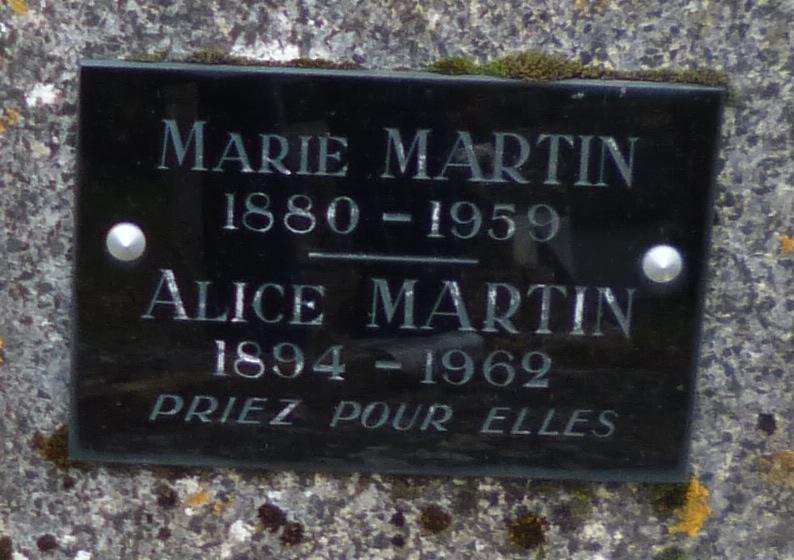 MARIE MARTIN
1880 - 1959
ALICE MARTIN
1894 - 1962
PRIEZ POUR ELLES